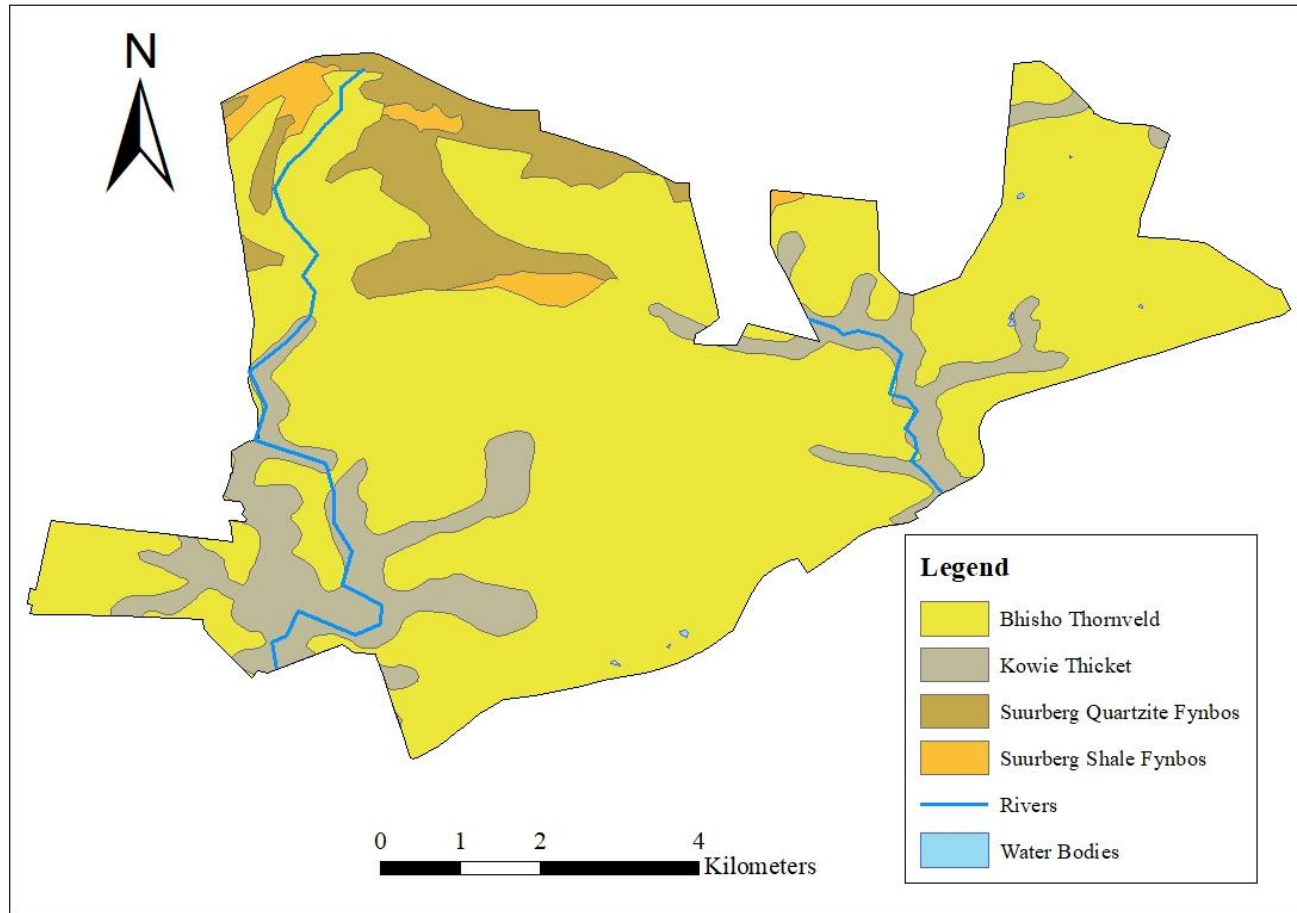 N
Legend
Bhisho Thornveld
Kowie Thicket
Suurberg Quartzite Fynbos
Suurberg Shale Fynbos
Rivers
Water Bodies
0 1 2 4
Kilometers